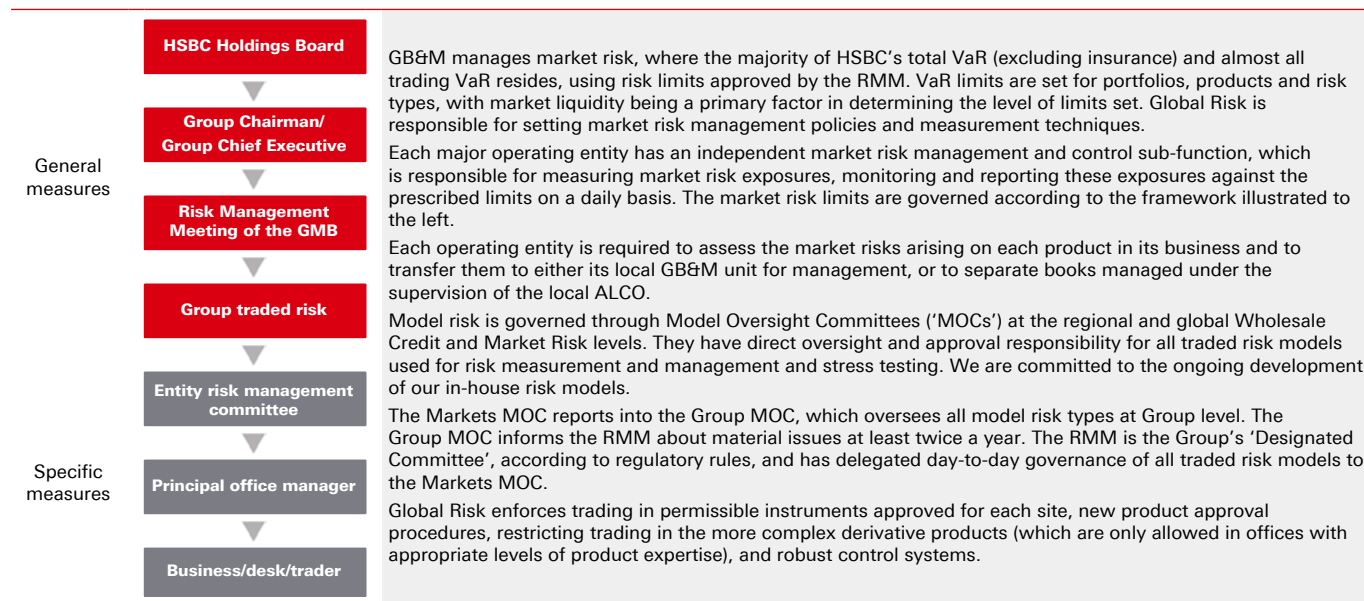 General
measures
Specific
measures
HSBC Holdings Board
Group Chairman/
Group Chief Executive
Risk Management
Meeting of the GMB
Group traded risk
Entity risk management
committee
Principal office manager
Business/desk/trader
GB&M manages market risk, where the majority of HSBC's total VaR (excluding insurance) and almost all
trading VaR resides, using risk limits approved by the RMM. VaR limits are set for portfolios, products and risk
types, with market liquidity being a primary factor in determining the level of limits set. Global Risk is
responsible for setting market risk management policies and measurement techniques.
Each major operating entity has an independent market risk management and control sub-function, which
is responsible for measuring market risk exposures, monitoring and reporting these exposures against the
prescribed limits on a daily basis. The market risk limits are governed according to the framework illustrated to
the left.
Each operating entity is required to assess the market risks arising on each product in its business and to
transfer them to either its local GB&M unit for management, or to separate books managed under the
supervision of the local ALCO.
Model risk is governed through Model Oversight Committees ('MOCs') at the regional and global Wholesale
Credit and Market Risk levels. They have direct oversight and approval responsibility for all traded risk models
used for risk measurement and management and stress testing. We are committed to the ongoing development
of our in-house risk models.
The Markets MOC reports into the Group MOC, which oversees all model risk types at Group level. The
Group MOC informs the RMM about material issues at least twice a year. The RMM is the Group's 'Designated
Committee', according to regulatory rules, and has delegated day-to-day governance of all traded risk models to
the Markets MOC.
Global Risk enforces trading in permissible instruments approved for each site, new product approval
procedures, restricting trading in the more complex derivative products (which are only allowed in offices with
appropriate levels of product expertise), and robust control systems.